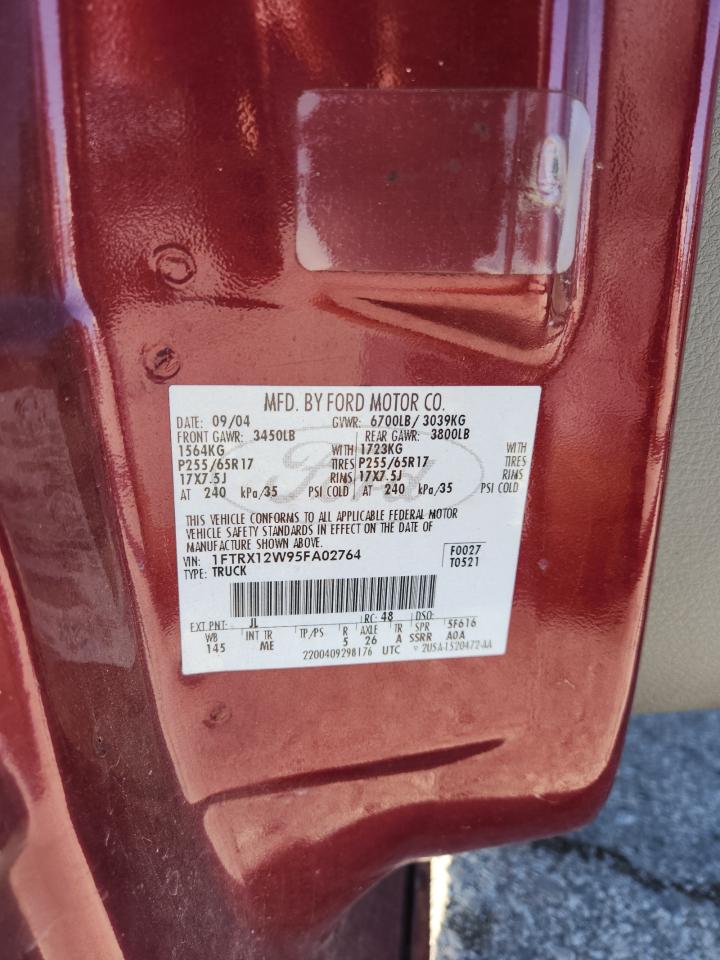 MFD. BY FORD MOTOR CO.
DATE: 09/04 GVWR: 6700LB / 3039KG
FRONT GAWR: 3450LB REAR GAWR: 3800LB
1564KG WITH 1723KG WITH
P255/65R17 TIRES P255/65R17 TIRES
17X7.5J RIMS 17X7.5J RIMS
AT 240 kPa/35 PSI COLD AT 240 kPa/35 PSI COLD
Ford
THIS VEHICLE CONFORMS TO ALL APPLICABLE FEDERAL MOTOR
VEHICLE SAFETY STANDARDS IN EFFECT ON THE DATE OF
MANUFACTURE SHOWN ABOVE.
VIN: 1FTRX12W95FA02764 F0027
TYPE: TRUCK T0521
EXT PNT: JL RC: 48 DSO:
WB INT TR TP/PS R AXLE TR SPR 5F616
145 ME 5 26 A SSRR AOA
2200409298176 UTC 2USA-1520472-AA